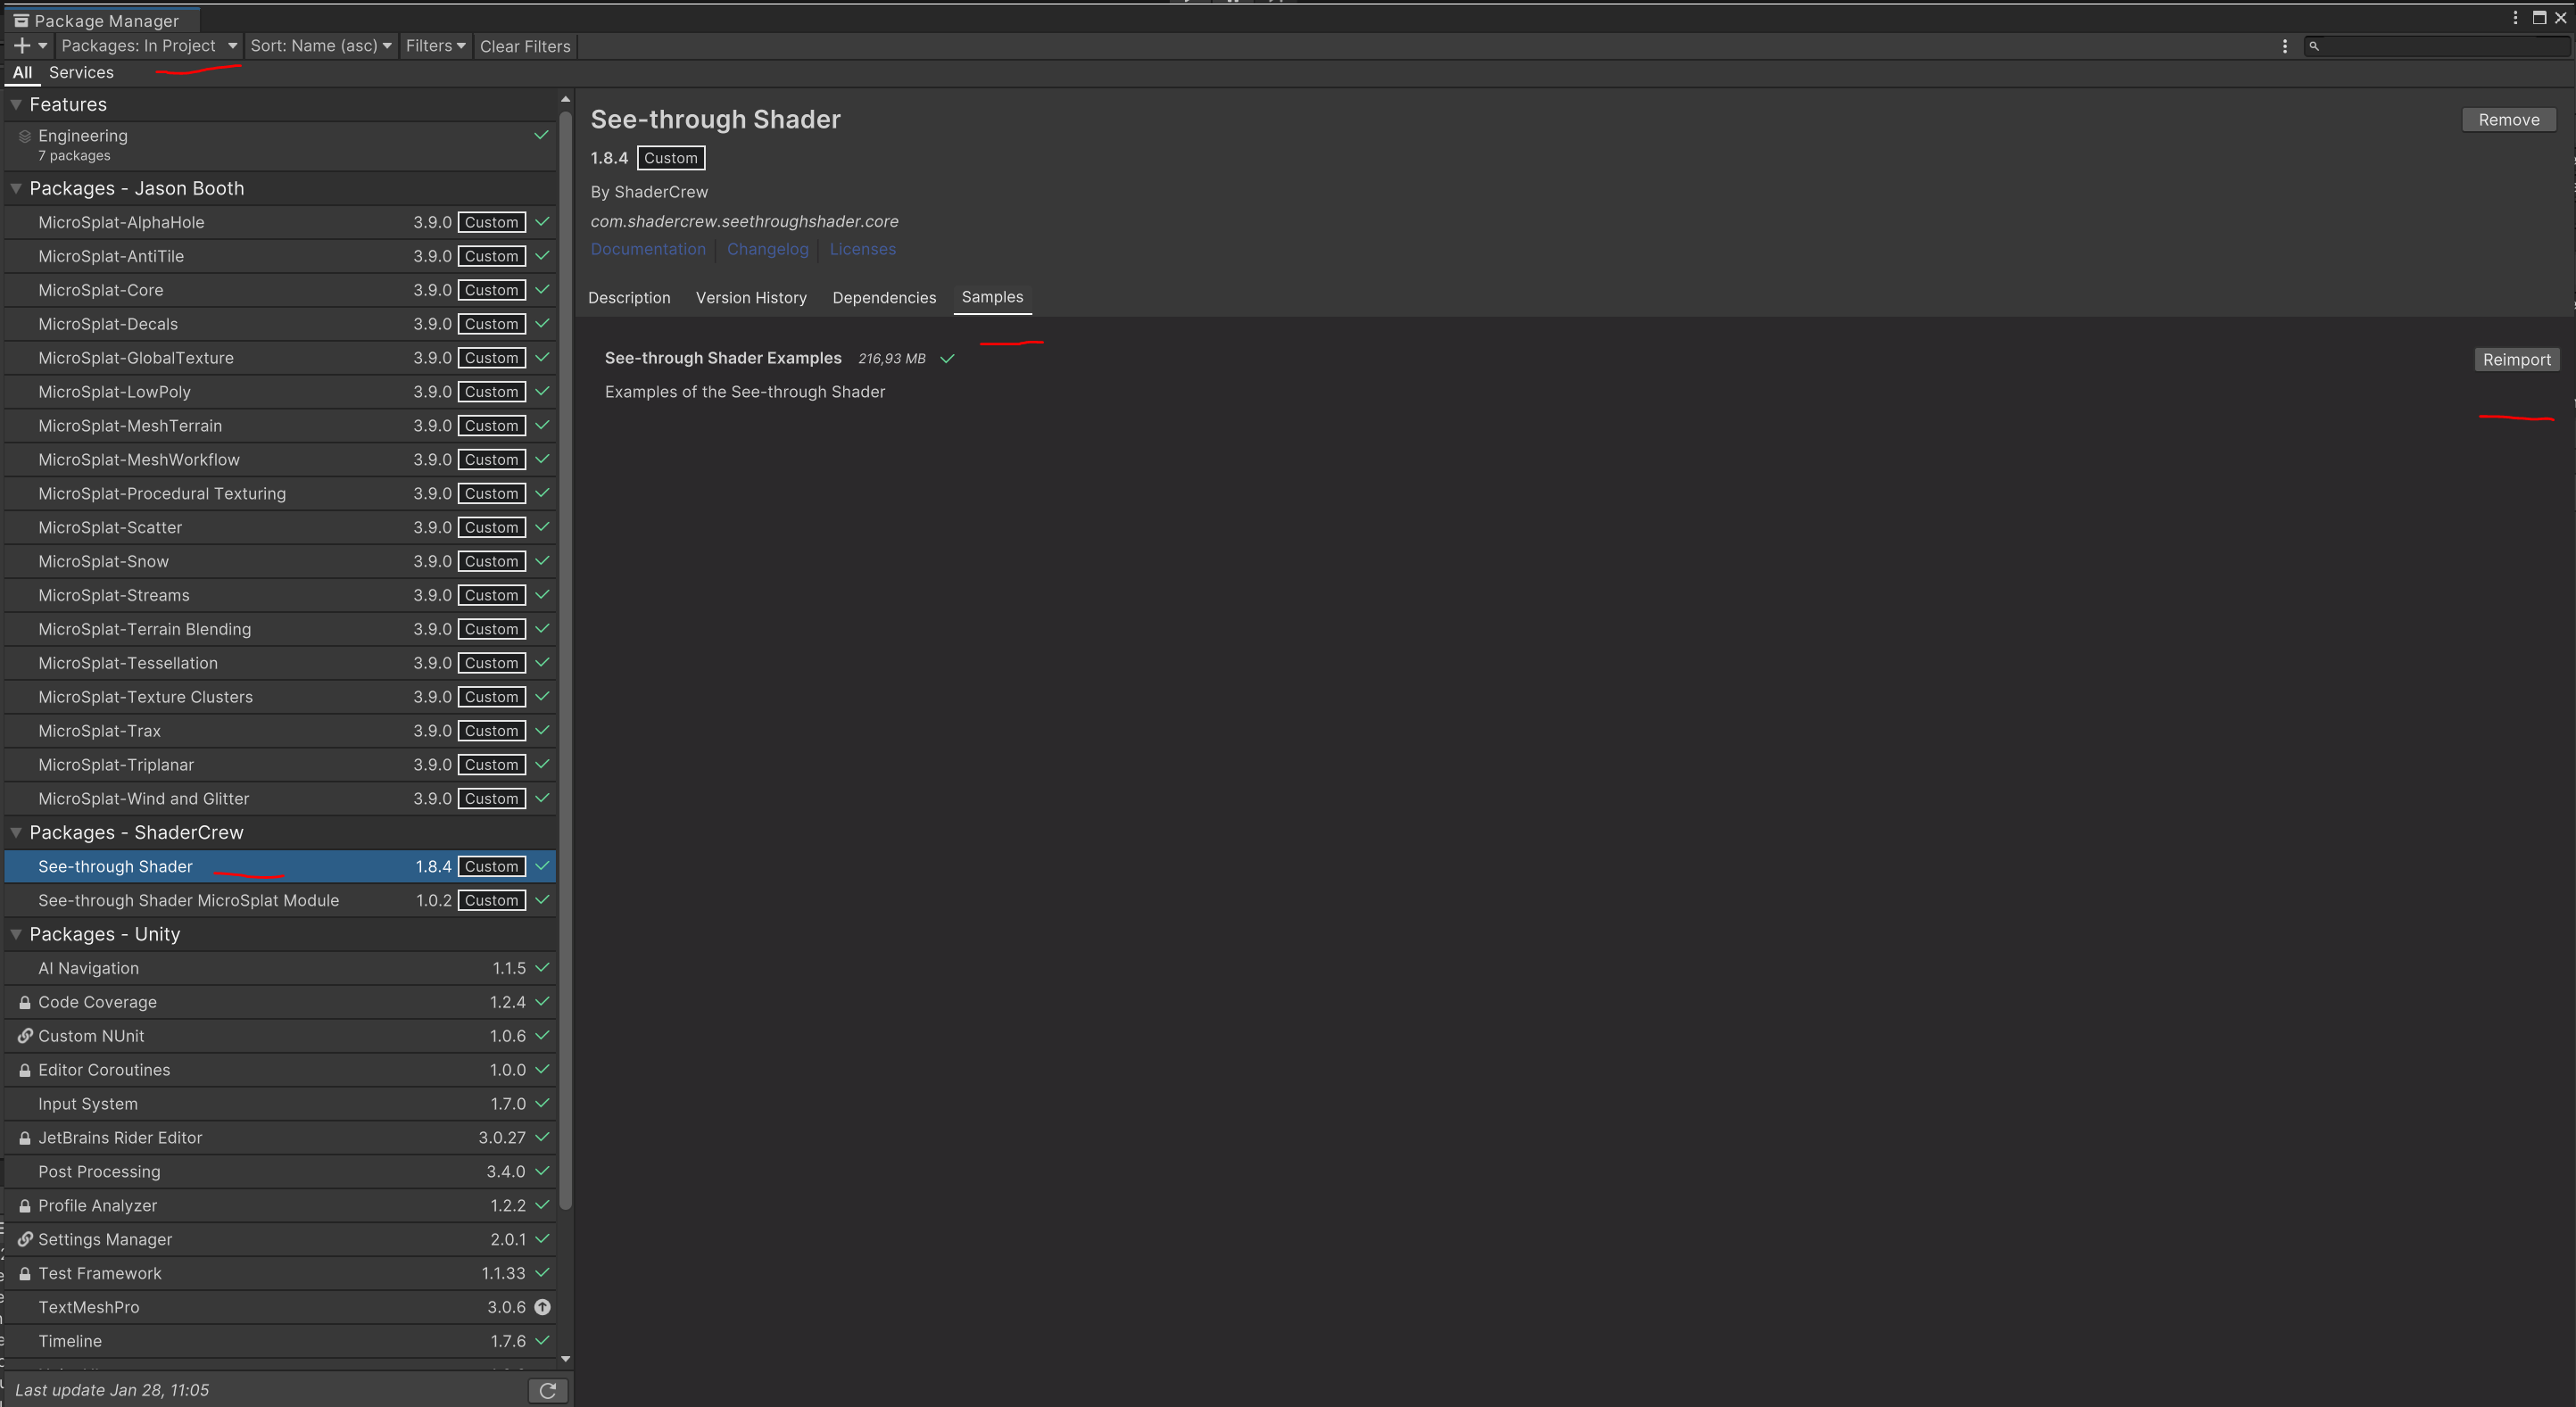 Package Manager
Packages: In Project Sort: Name (asc) Filters Clear Filters
All Services
Features
Engineering
7 packages
Packages - Jason Booth
MicroSplat-AlphaHole 3.9.0 Custom
MicroSplat-AntiTile 3.9.0 Custom
MicroSplat-Core 3.9.0 Custom
MicroSplat-Decals 3.9.0 Custom
MicroSplat-GlobalTexture 3.9.0 Custom
MicroSplat-LowPoly 3.9.0 Custom
MicroSplat-MeshTerrain 3.9.0 Custom
MicroSplat-MeshWorkflow 3.9.0 Custom
MicroSplat-Procedural Texturing 3.9.0 Custom
MicroSplat-Scatter 3.9.0 Custom
MicroSplat-Snow 3.9.0 Custom
MicroSplat-Streams 3.9.0 Custom
MicroSplat-Terrain Blending 3.9.0 Custom
MicroSplat-Tessellation 3.9.0 Custom
MicroSplat-Texture Clusters 3.9.0 Custom
MicroSplat-Trax 3.9.0 Custom
MicroSplat-Triplanar 3.9.0 Custom
MicroSplat-Wind and Glitter 3.9.0 Custom
Packages - ShaderCrew
See-through Shader 1.8.4 Custom
See-through Shader MicroSplat Module 1.0.2 Custom
Packages - Unity
AI Navigation 1.1.5
Code Coverage 1.2.4
Custom NUnit 1.0.6
Editor Coroutines 1.0.0
Input System 1.7.0
JetBrains Rider Editor 3.0.27
Post Processing 3.4.0
Profile Analyzer 1.2.2
Settings Manager 2.0.1
Test Framework 1.1.33
TextMeshPro 3.0.6
Timeline 1.7.6
Last update Jan 28, 11:05
See-through Shader
Remove
1.8.4 Custom
By ShaderCrew
com.shadercrew.seethroughshader.core
Documentation Changelog Licenses
Description Version History Dependencies Samples
See-through Shader Examples 216,93 MB
Reimport
Examples of the See-through Shader